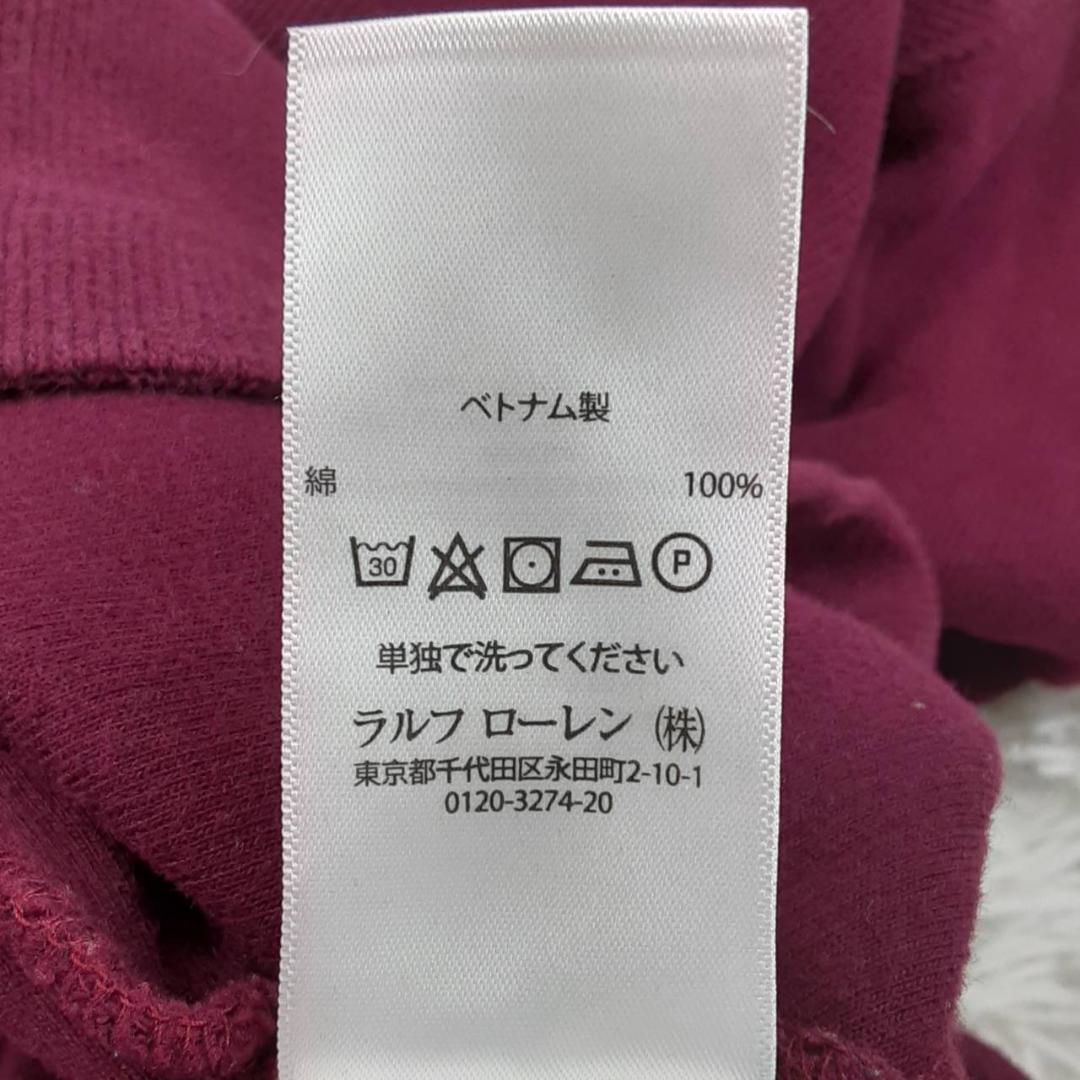 ベトナム製
綿 100%
30 P
単独で洗ってください
ラルフ ローレン (株)
東京都千代田区永田町2-10-1
0120-3274-20